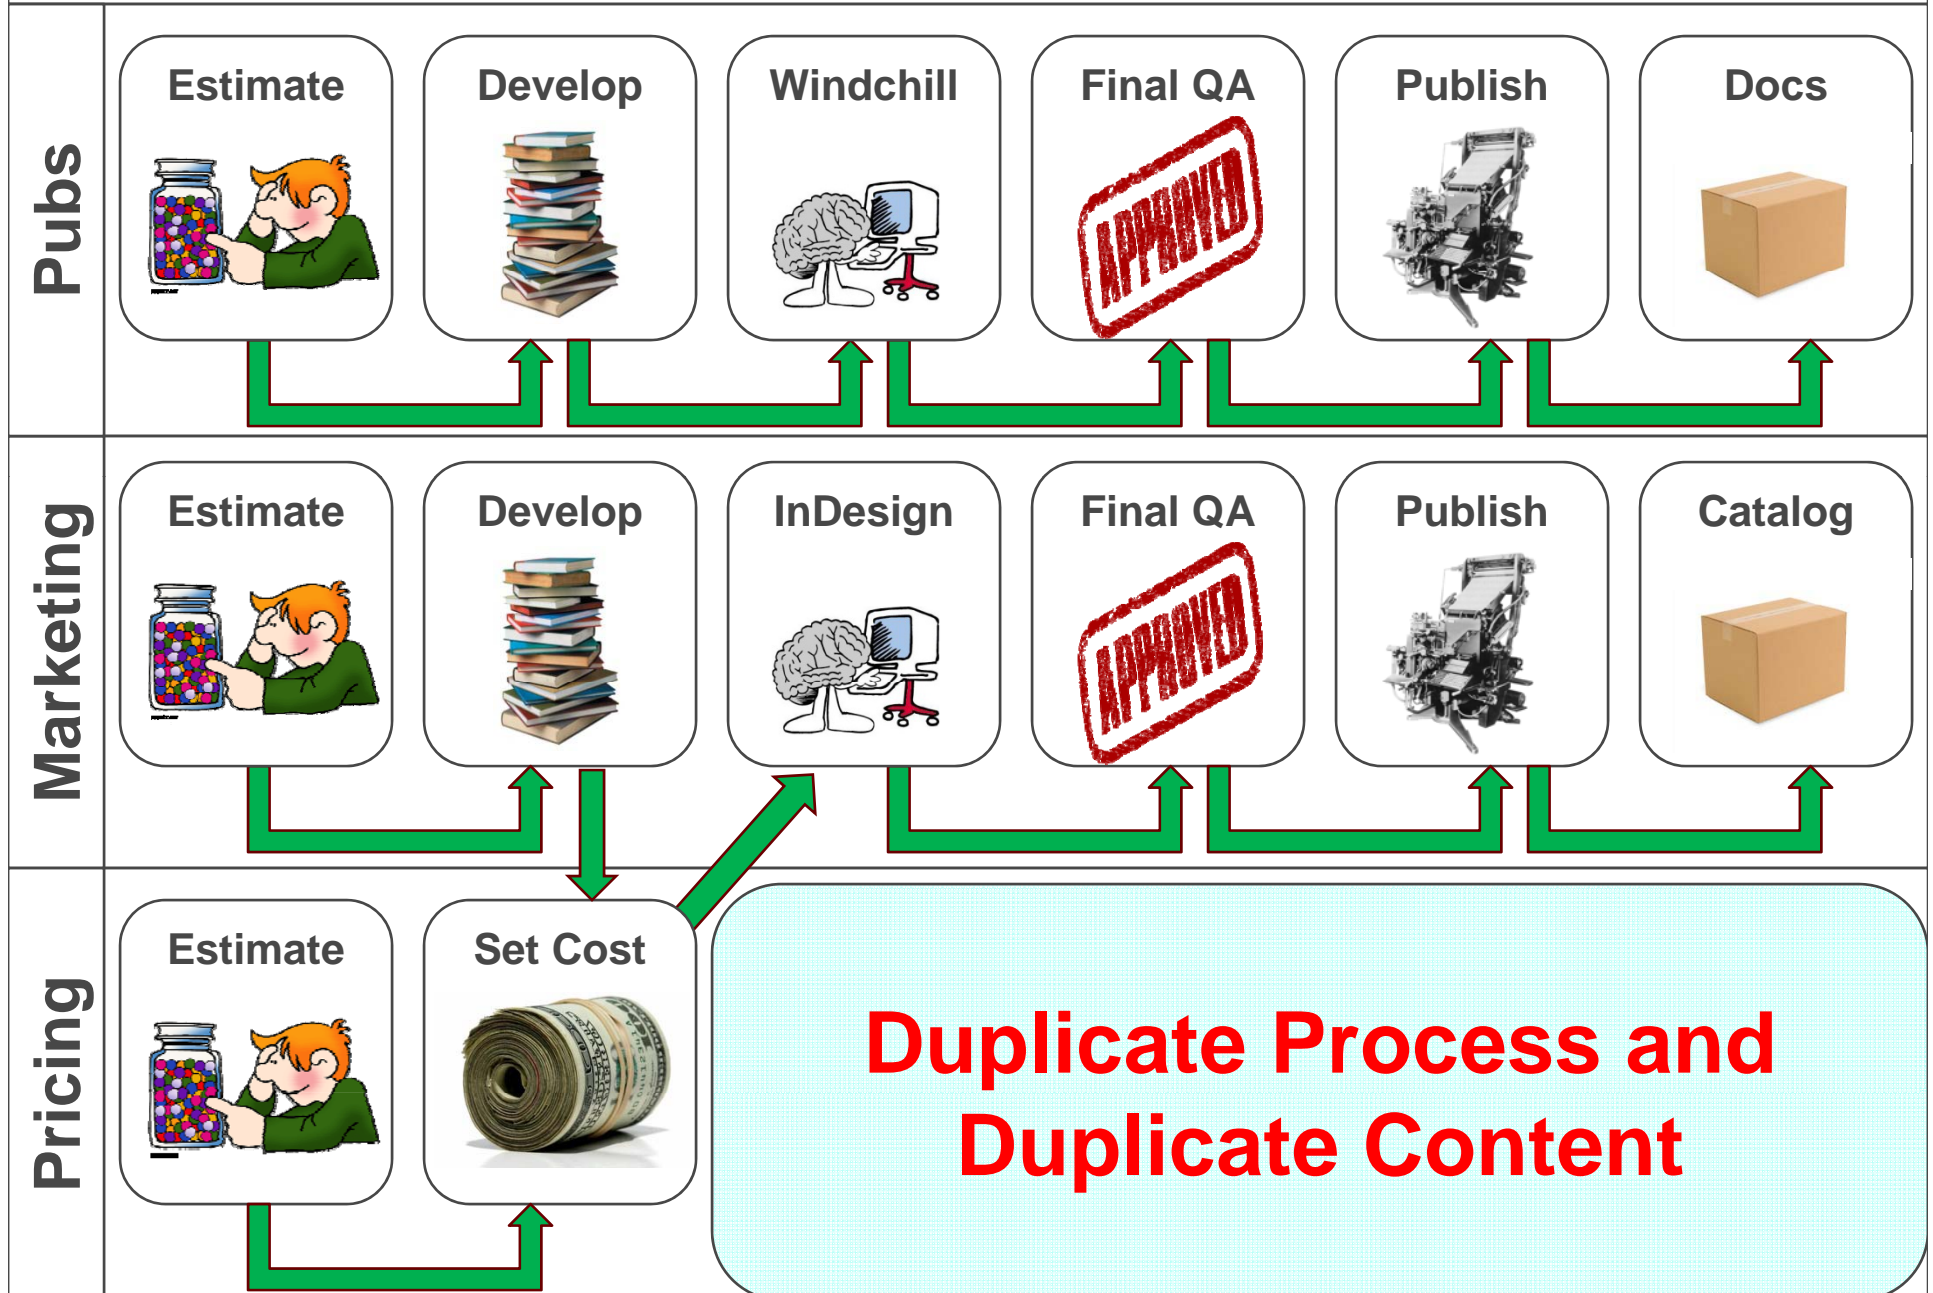 Pubs
Estimate
Develop
Windchill
Final QA
Publish
Docs
APPROVED
Marketing
Estimate
Develop
InDesign
Final QA
Publish
Catalog
APPROVED
Pricing
Estimate
Set Cost
Duplicate Process and
Duplicate Content